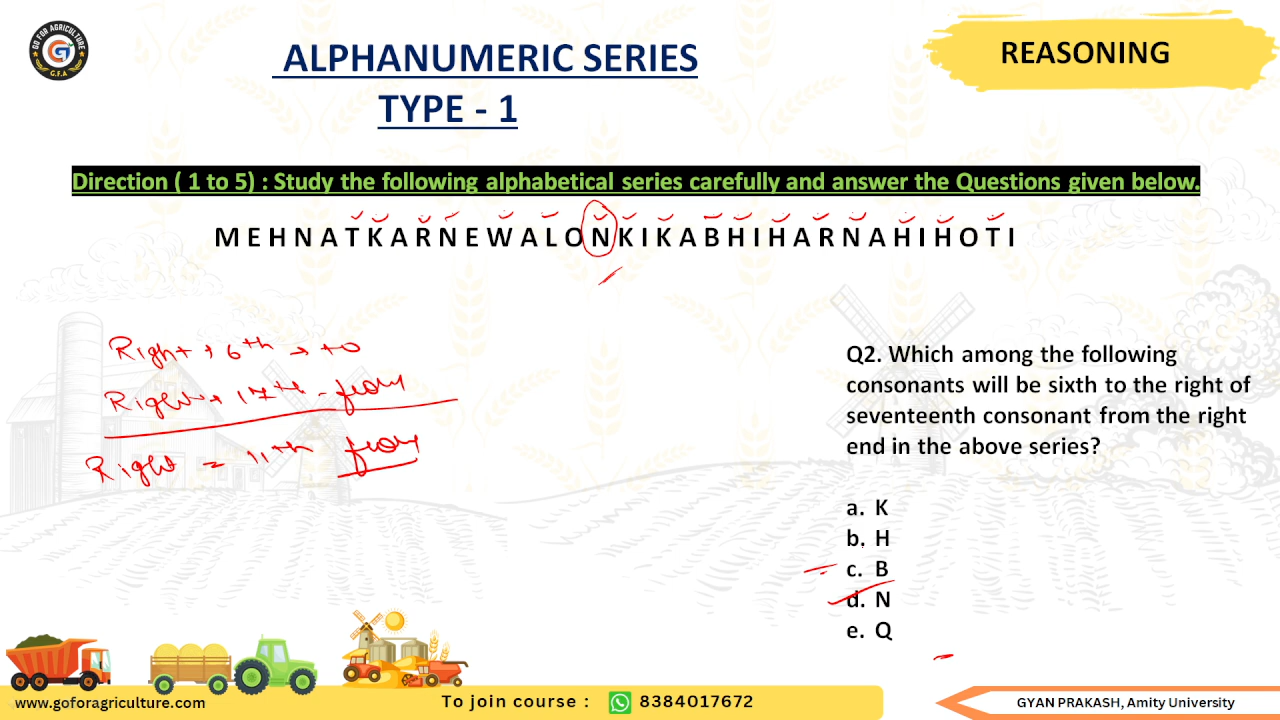 GO FOR AGRICULTURE
G
G.F.A
ALPHANUMERIC SERIES
TYPE - 1
REASONING
Direction ( 1 to 5) : Study the following alphabetical series carefully and answer the Questions given below.
M E H N A T K A R N E W A L O N K I K A B H I H A R N A H I H O T I
Right, 6th → to
Right, 17th - from
Right = 11th from
Q2. Which among the following
consonants will be sixth to the right of
seventeenth consonant from the right
end in the above series?
a. K
b. H
c. B
d. N
e. Q
www.goforagriculture.com
To join course : 8384017672
GYAN PRAKASH, Amity University